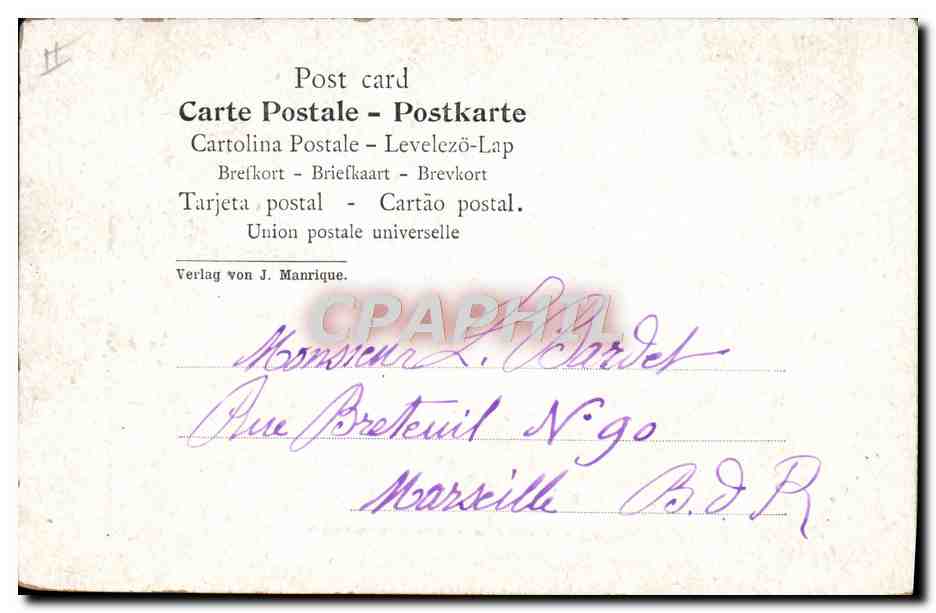 Post card
Carte Postale – Postkarte
Cartolina Postale – Levelezö-Lap
Brefkort – Briefkaart – Brevkort
Tarjeta postal - Cartão postal.
Union postale universelle
Verlag von J. Manrique.
CPAPHIL
Monsieur L. Bardet
Rue Breteuil N° 90
Marseille B. d R